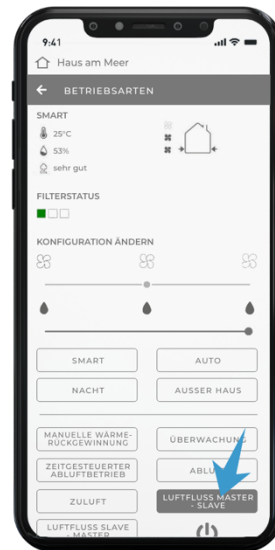 9:41
Haus am Meer
BETRIEBSARTEN
SMART
25°C
53%
sehr gut
FILTERSTATUS
KONFIGURATION ÄNDERN
SMART
AUTO
NACHT
AUSSER HAUS
MANUELLE WÄRME-
RÜCKGEWINNUNG
ÜBERWACHUNG
ZEITGESTEUERTER
ABLUFTBETRIEB
ABLU
ZULUFT
LUFTFLUSS MASTER
- SLAVE
LUFTFLUSS SLAVE
- MASTER